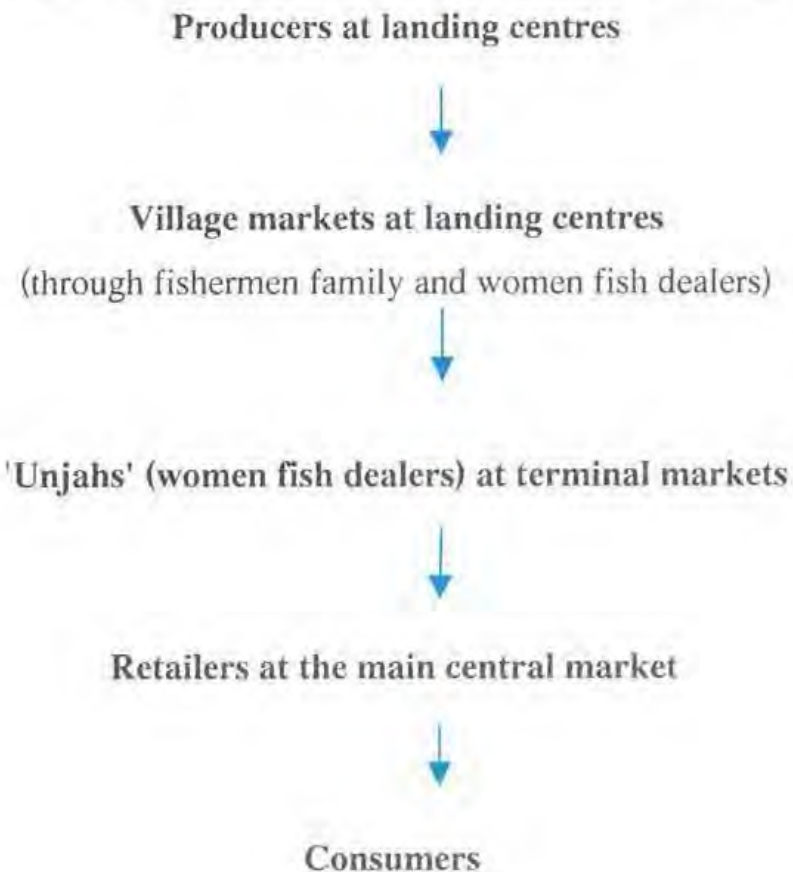 Producers at landing centres
Village markets at landing centres
(through fishermen family and women fish dealers)
'Unjahs' (women fish dealers) at terminal markets
Retailers at the main central market
Consumers